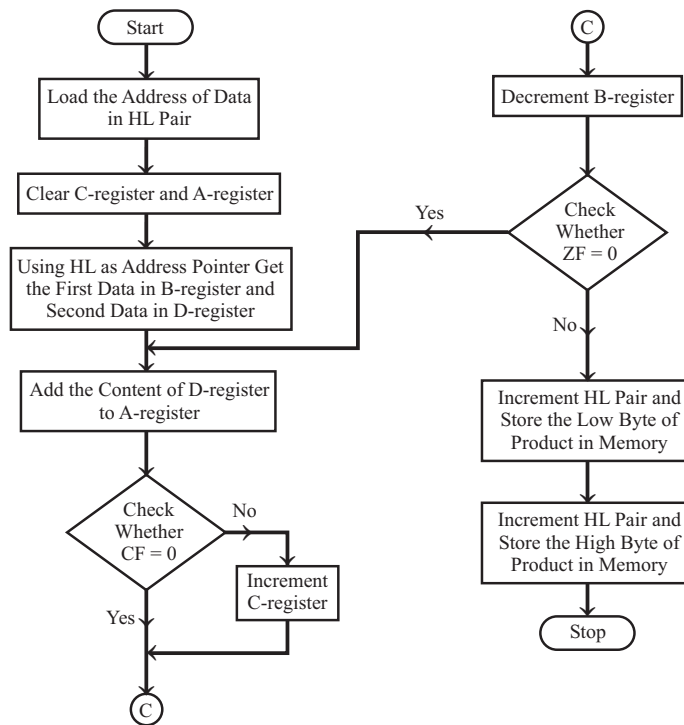 Start
Load the Address of Data
in HL Pair
Clear C-register and A-register
Using HL as Address Pointer Get
the First Data in B-register and
Second Data in D-register
Add the Content of D-register
to A-register
Check
Whether
CF = 0
No
Increment
C-register
Yes
C
C
Decrement B-register
Check
Whether
ZF = 0
Yes
No
Increment HL Pair and
Store the Low Byte of
Product in Memory
Increment HL Pair and
Store the High Byte of
Product in Memory
Stop